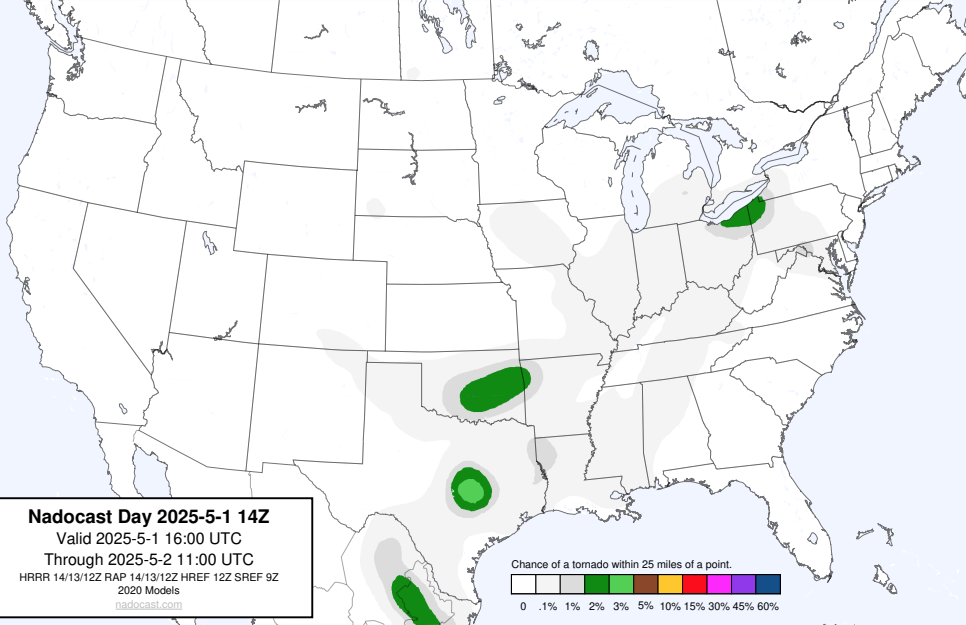 Nadocast Day 2025-5-1 14Z
Valid 2025-5-1 16:00 UTC
Through 2025-5-2 11:00 UTC
HRRR 14/13/12Z RAP 14/13/12Z HREF 12Z SREF 9Z
2020 Models
nadocast.com
Chance of a tornado within 25 miles of a point.
0 .1% 1% 2% 3% 5% 10% 15% 30% 45% 60%